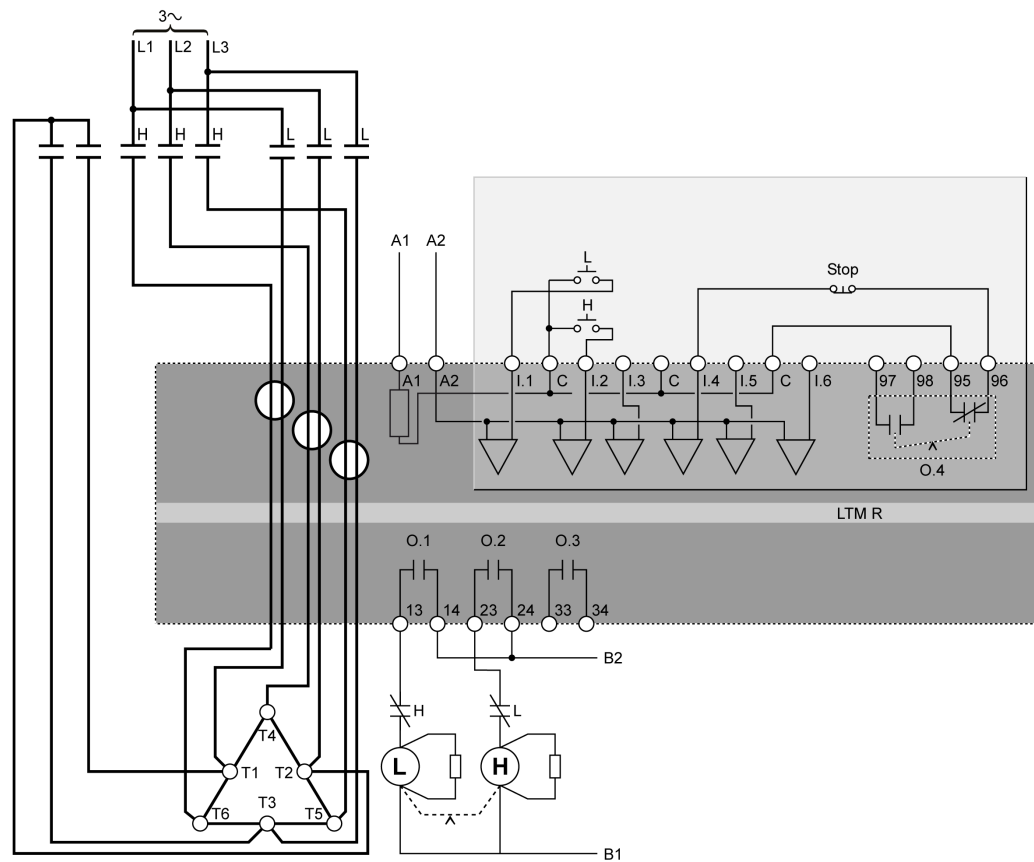 3~
L1 L2 L3
H H H L L L
A1 A2
L
H
Stop
A1 A2 I.1 C I.2 I.3 C I.4 I.5 C I.6 97 98 95 96
O.4
LTM R
O.1 O.2 O.3
13 14 23 24 33 34
B2
H L
T4
L H
T1 T2
T6 T3 T5
B1